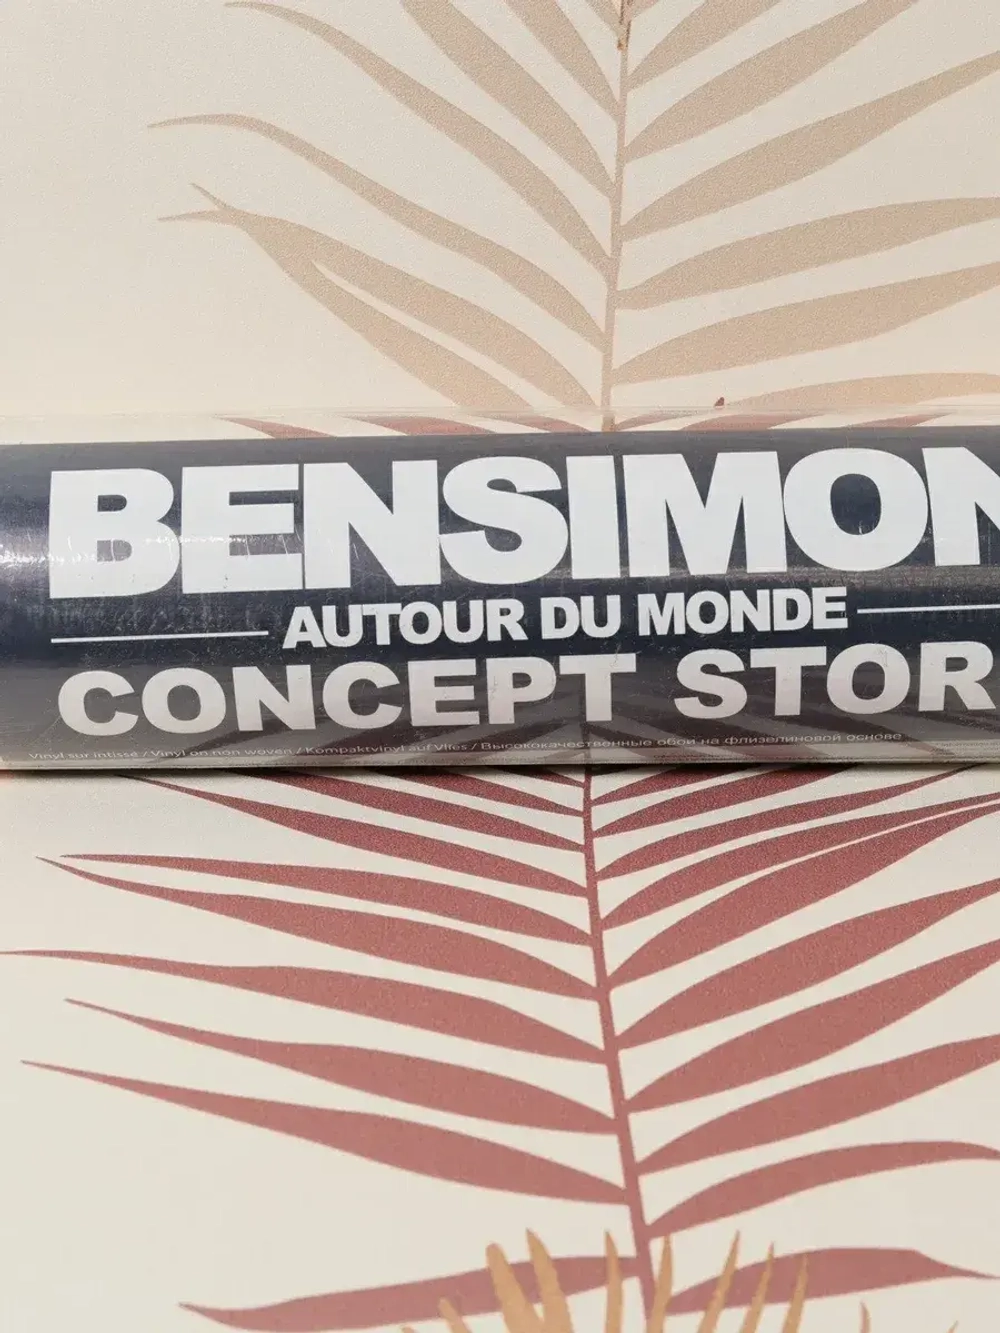 BENSIMON
AUTOUR DU MONDE
CONCEPT STOR
Vinyl sur intissé / Vinyl on non woven / Kompaktvinyl auf Vlies / Высококачественные обои на флизелиновой основе